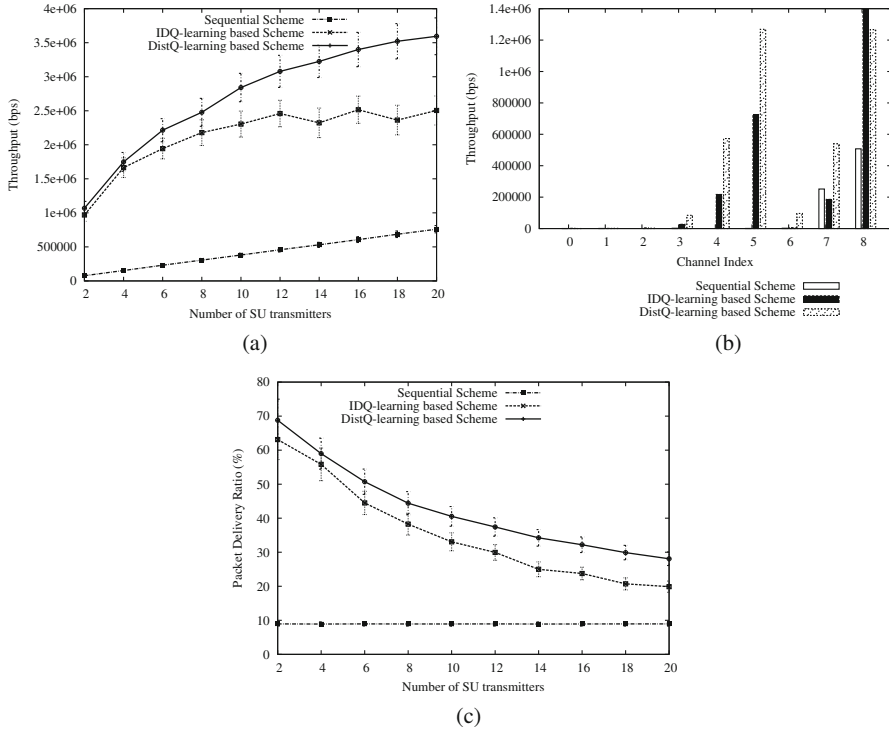 Sequential Scheme
IDQ-learning based Scheme
DistQ-learning based Scheme
4e+06
3.5e+06
3e+06
2.5e+06
2e+06
1.5e+06
1e+06
500000
0
Throughput (bps)
2 4 6 8 10 12 14 16 18 20
Number of SU transmitters
(a)
1.4e+06
1.2e+06
1e+06
800000
600000
400000
200000
0
Throughput (bps)
0 1 2 3 4 5 6 7 8
Channel Index
Sequential Scheme
IDQ-learning based Scheme
DistQ-learning based Scheme
(b)
Sequential Scheme
IDQ-learning based Scheme
DistQ-learning based Scheme
80
70
60
50
40
30
20
10
0
Packet Delivery Ratio (%)
2 4 6 8 10 12 14 16 18 20
Number of SU transmitters
(c)